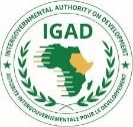 INTERGOVERNMENTAL AUTHORITY ON DEVELOPMENT
IGAD
AUTORITE INTERGOUVERNEMENTALE POUR LE DEVELOPPEMENT